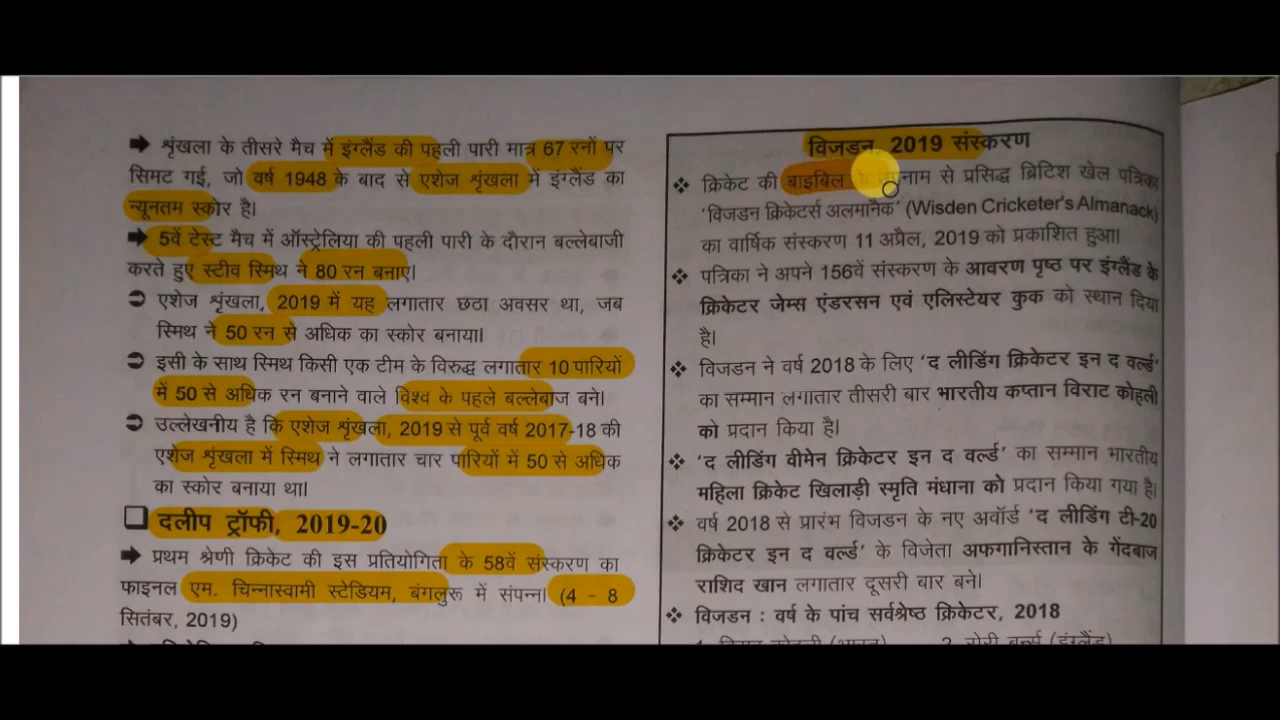 ➡ शृंखला के तीसरे मैच में इंग्लैंड की पहली पारी मात्र 67 रनों पर
सिमट गई, जो वर्ष 1948 के बाद से एशेज शृंखला में इंग्लैंड का
न्यूनतम स्कोर है।
➡ 5वें टेस्ट मैच में ऑस्ट्रेलिया की पहली पारी के दौरान बल्लेबाजी
करते हुए स्टीव स्मिथ ने 80 रन बनाए।
➲ एशेज शृंखला, 2019 में यह लगातार छठा अवसर था, जब
स्मिथ ने 50 रन से अधिक का स्कोर बनाया।
➲ इसी के साथ स्मिथ किसी एक टीम के विरुद्ध लगातार 10 पारियों
में 50 से अधिक रन बनाने वाले विश्व के पहले बल्लेबाज बने।
➲ उल्लेखनीय है कि एशेज शृंखला, 2019 से पूर्व वर्ष 2017-18 की
एशेज शृंखला में स्मिथ ने लगातार चार पारियों में 50 से अधिक
का स्कोर बनाया था।
❑ दलीप ट्रॉफी, 2019-20
➡ प्रथम श्रेणी क्रिकेट की इस प्रतियोगिता के 58वें संस्करण का
फाइनल एम. चिन्नास्वामी स्टेडियम, बंगलुरू में संपन्न। (4 - 8
सितंबर, 2019)
विजडन, 2019 संस्करण
❖ क्रिकेट की बाइबिल के नाम से प्रसिद्ध ब्रिटिश खेल पत्रिका
'विजडन क्रिकेटर्स अलमानैक' (Wisden Cricketer's Almanack)
का वार्षिक संस्करण 11 अप्रैल, 2019 को प्रकाशित हुआ।
❖ पत्रिका ने अपने 156वें संस्करण के आवरण पृष्ठ पर इंग्लैंड के
क्रिकेटर जेम्स एंडरसन एवं एलिस्टेयर कुक को स्थान दिया
है।
❖ विजडन ने वर्ष 2018 के लिए 'द लीडिंग क्रिकेटर इन द वर्ल्ड'
का सम्मान लगातार तीसरी बार भारतीय कप्तान विराट कोहली
को प्रदान किया है।
❖ 'द लीडिंग वीमेन क्रिकेटर इन द वर्ल्ड' का सम्मान भारतीय
महिला क्रिकेट खिलाड़ी स्मृति मंधाना को प्रदान किया गया है।
❖ वर्ष 2018 से प्रारंभ विजडन के नए अवॉर्ड 'द लीडिंग टी-20
क्रिकेटर इन द वर्ल्ड' के विजेता अफगानिस्तान के गेंदबाज
राशिद खान लगातार दूसरी बार बने।
❖ विजडन : वर्ष के पांच सर्वश्रेष्ठ क्रिकेटर, 2018